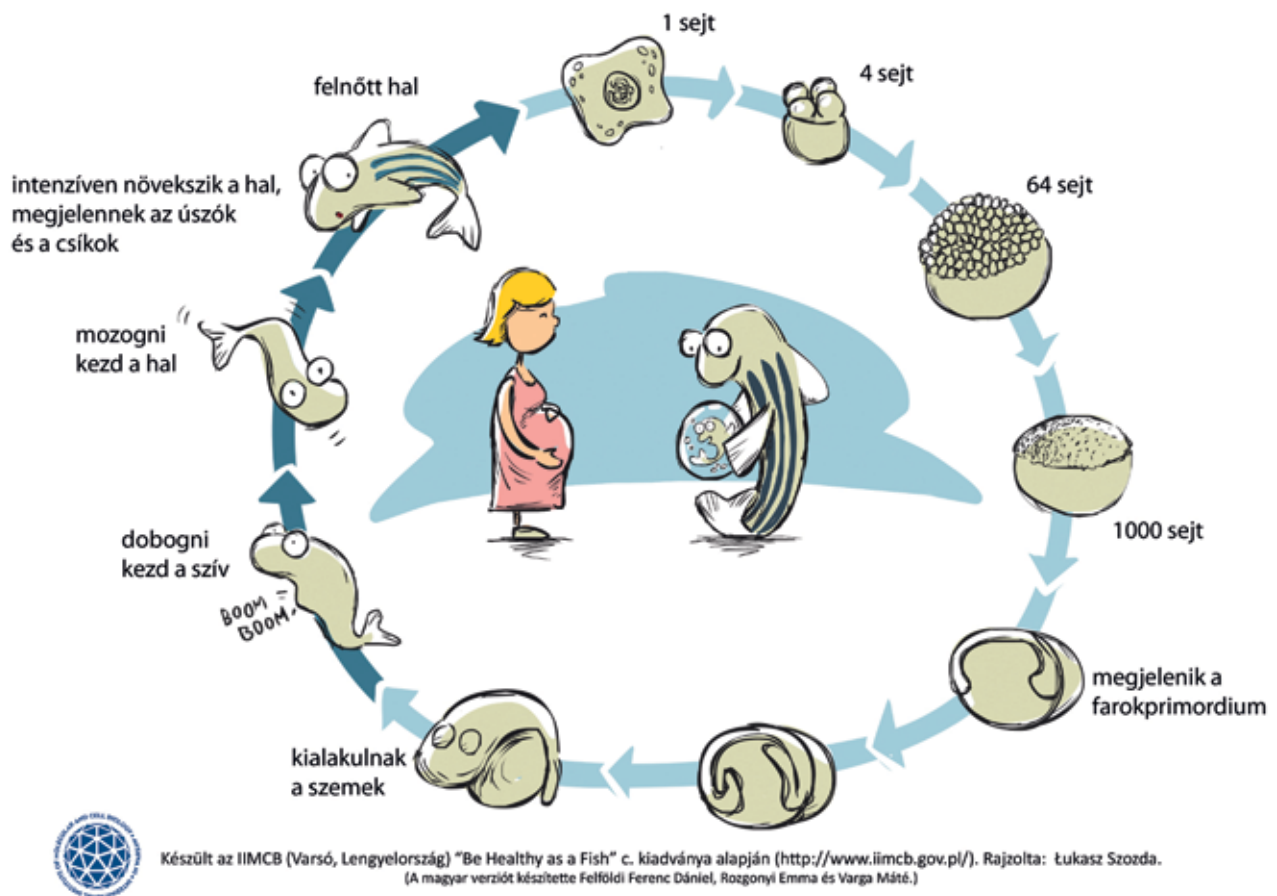 1 sejt
4 sejt
64 sejt
1000 sejt
megjelenik a
farokprimordium
kialakulnak
a szemek
dobogni
kezd a szív
BOOM
BOOM
mozogni
kezd a hal
intenzíven növekszik a hal,
megjelennek az úszók
és a csíkok
felnőtt hal
Készült az IIMCB (Varsó, Lengyelország) "Be Healthy as a Fish" c. kiadványa alapján (http://www.iimcb.gov.pl/). Rajzolta: Łukasz Szozda.
(A magyar verziót készítette Felföldi Ferenc Dániel, Rozgonyi Emma és Varga Máté.)